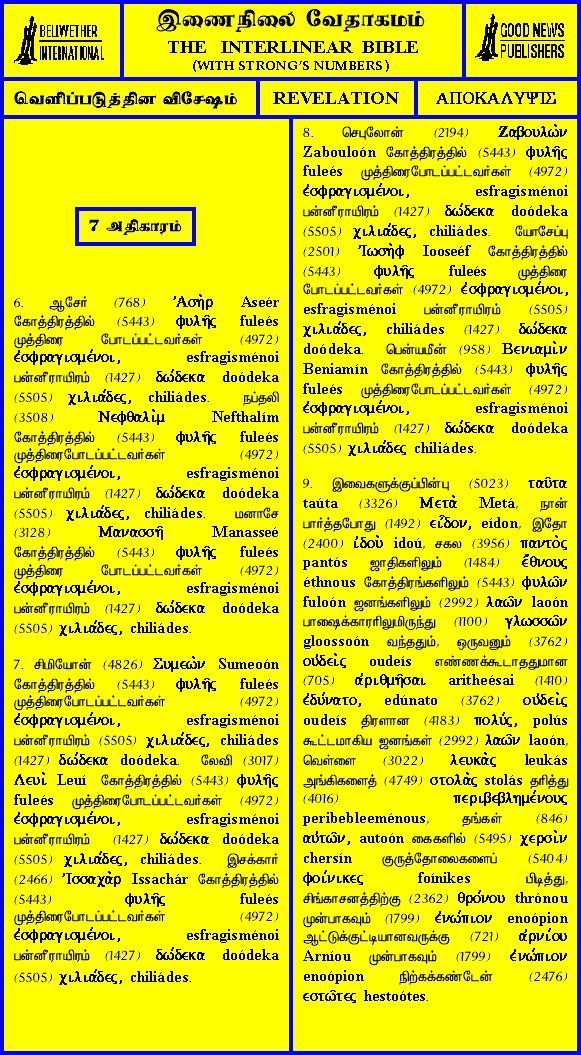 BELLWETHER
INTERNATIONAL
இணைநிலை வேதாகமம்
THE INTERLINEAR BIBLE
(WITH STRONG'S NUMBERS)
GOOD NEWS
PUBLISHERS
வெளிப்படுத்தின விசேஷம்
REVELATION
ΑΠΟΚΑΛΥΨΙΣ
7 அதிகாரம்
6. ஆசேர் (768) Ἀσὴρ Aseér
கோத்திரத்தில் (5443) φυλῆς fuleés
முத்திரை போடப்பட்டவர்கள் (4972)
ἐσφραγισμένοι, esfragisménoi
பன்னீராயிரம் (1427) δώδεκα doódeka
(5505) χιλιάδες, chiliádes. நப்தலி
(3508) Νεφθαλὶμ Nefthalím
கோத்திரத்தில் (5443) φυλῆς fuleés
முத்திரைபோடப்பட்டவர்கள் (4972)
ἐσφραγισμένοι, esfragisménoi
பன்னீராயிரம் (1427) δώδεκα doódeka
(5505) χιλιάδες, chiliádes. மனாசே
(3128) Μανασσῆ Manasseé
கோத்திரத்தில் (5443) φυλῆς fuleés
முத்திரை போடப்பட்டவர்கள் (4972)
ἐσφραγισμένοι, esfragisménoi
பன்னீராயிரம் (1427) δώδεκα doódeka
(5505) χιλιάδες, chiliádes.
7. சிமியோன் (4826) Συμεὼν Sumeoón
கோத்திரத்தில் (5443) φυλῆς fuleés
முத்திரைபோடப்பட்டவர்கள் (4972)
ἐσφραγισμένοι, esfragisménoi
பன்னீராயிரம் (5505) χιλιάδες, chiliádes
(1427) δώδεκα doódeka. லேவி (3017)
Λευὶ Leuí கோத்திரத்தில் (5443) φυλῆς
fuleés முத்திரைபோடப்பட்டவர்கள் (4972)
ἐσφραγισμένοι, esfragisménoi
பன்னீராயிரம் (1427) δώδεκα doódeka
(5505) χιλιάδες, chiliádes. இசக்கார்
(2466) Ἰσσαχὰρ Issachár கோத்திரத்தில்
(5443) φυλῆς fuleés
முத்திரைபோடப்பட்டவர்கள் (4972)
ἐσφραγισμένοι, esfragisménoi
பன்னீராயிரம் (1427) δώδεκα doódeka
(5505) χιλιάδες, chiliádes.
8. செபுலோன் (2194) Ζαβουλὼν
Zabouloón கோத்திரத்தில் (5443) φυλῆς
fuleés முத்திரைபோடப்பட்டவர்கள் (4972)
ἐσφραγισμένοι, esfragisménoi
பன்னீராயிரம் (1427) δώδεκα doódeka
(5505) χιλιάδες, chiliádes. யோசேப்பு
(2501) Ἰωσὴφ Iooseéf கோத்திரத்தில்
(5443) φυλῆς fuleés முத்திரை
போடப்பட்டவர்கள் (4972) ἐσφραγισμένοι,
esfragisménoi பன்னீராயிரம் (5505)
χιλιάδες, chiliádes (1427) δώδεκα
doódeka. பென்யமீன் (958) Βενιαμὶν
Beniamín கோத்திரத்தில் (5443) φυλῆς
fuleés முத்திரைபோடப்பட்டவர்கள் (4972)
ἐσφραγισμένοι, esfragisménoi
பன்னீராயிரம் (1427) δώδεκα doódeka
(5505) χιλιάδες chiliádes.
9. இவைகளுக்குப்பின்பு (5023) ταῦτα
taúta (3326) Μετὰ Metá, நான்
பார்த்தபோது (1492) εἶδον, eídon, இதோ
(2400) ἰδοὺ idoú, சகல (3956) παντὸς
pantós ஜாதிகளிலும் (1484) ἔθνους
éthnous கோத்திரங்களிலும் (5443) φυλῶν
fuloón ஜனங்களிலும் (2992) λαῶν laoón
பாஷைக்காரரிலுமிருந்து (1100) γλωσσῶν
gloossoón வந்ததும், ஒருவனும் (3762)
οὐδεὶς oudeís எண்ணக்கூடாததுமான
(705) ἀριθμῆσαι aritheésai (1410)
ἐδύνατο, edúnato (3762) οὐδεὶς
oudeís திரளான (4183) πολύς, polús
கூட்டமாகிய ஜனங்கள் (2992) λαῶν laoón,
வெள்ளை (3022) λευκὰς leukás
அங்கிகளைத் (4749) στολὰς stolás தரித்து
(4016) περιβεβλημένους
peribebleeménous, தங்கள் (846)
αὐτῶν, autoón கைகளில் (5495) χερσὶν
chersín குருத்தோலைகளைப் (5404)
φοίνικες foínikes பிடித்து,
சிங்காசனத்திற்கு (2362) θρόνου thrónou
முன்பாகவும் (1799) ἐνώπιον enoópion
ஆட்டுக்குட்டியானவருக்கு (721) ἀρνίου
Arníou முன்பாகவும் (1799) ἐνώπιον
enoópion நிற்கக்கண்டேன் (2476)
εστῶτες hestoótes.